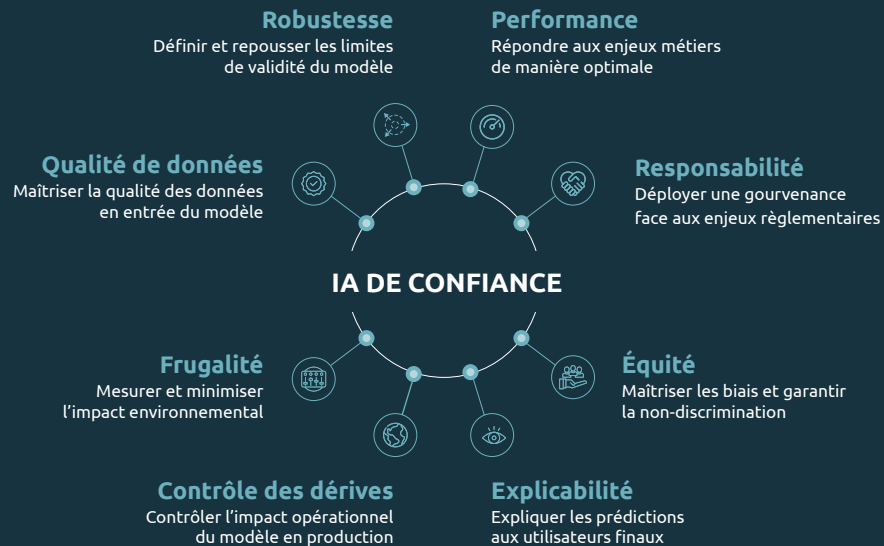 Robustesse
Définir et repousser les limites
de validité du modèle
Performance
Répondre aux enjeux métiers
de manière optimale
Qualité de données
Maîtriser la qualité des données
en entrée du modèle
Responsabilité
Déployer une gourvenance
face aux enjeux règlementaires
IA DE CONFIANCE
Frugalité
Mesurer et minimiser
l’impact environnemental
Équité
Maîtriser les biais et garantir
la non-discrimination
Contrôle des dérives
Contrôler l’impact opérationnel
du modèle en production
Explicabilité
Expliquer les prédictions
aux utilisateurs finaux